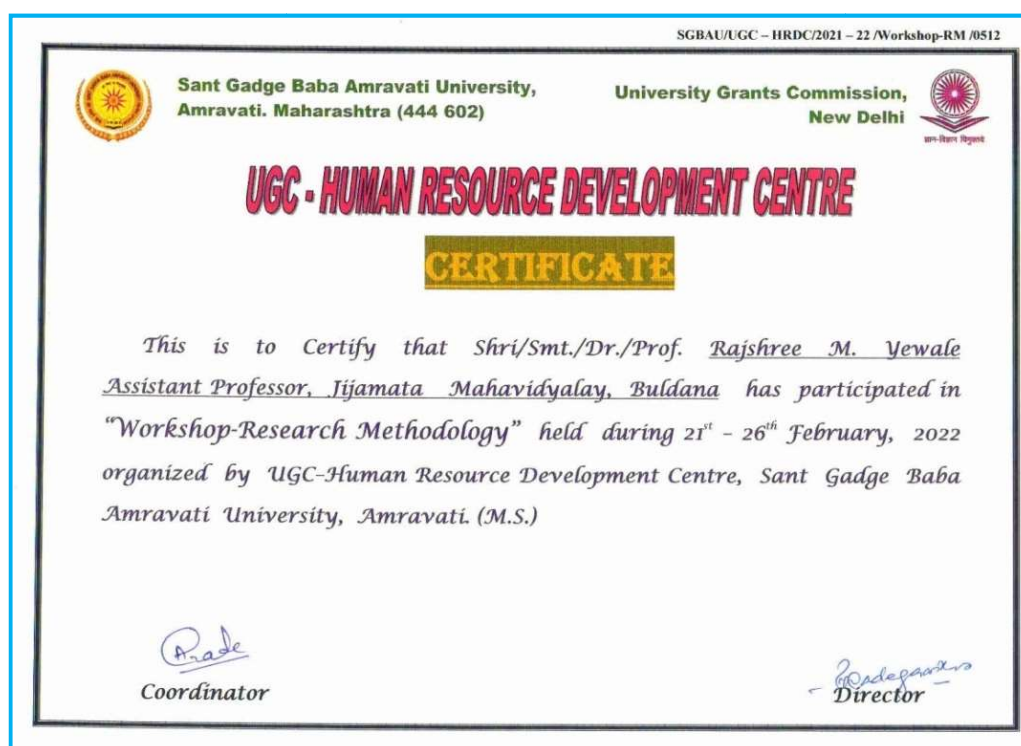 SGBAU/UGC – HRDC/2021 – 22 /Workshop-RM /0512
Sant Gadge Baba Amravati University,
Amravati. Maharashtra (444 602)
University Grants Commission,
New Delhi
ज्ञान-विज्ञान विमुक्तये
UGC - HUMAN RESOURCE DEVELOPMENT CENTRE
CERTIFICATE
This is to Certify that Shri/Smt./Dr./Prof. Rajshree M. Yewale
Assistant Professor, Jijamata Mahavidyalay, Buldana has participated in
“Workshop-Research Methodology” held during 21st – 26th February, 2022
organized by UGC-Human Resource Development Centre, Sant Gadge Baba
Amravati University, Amravati. (M.S.)
Coordinator
Director